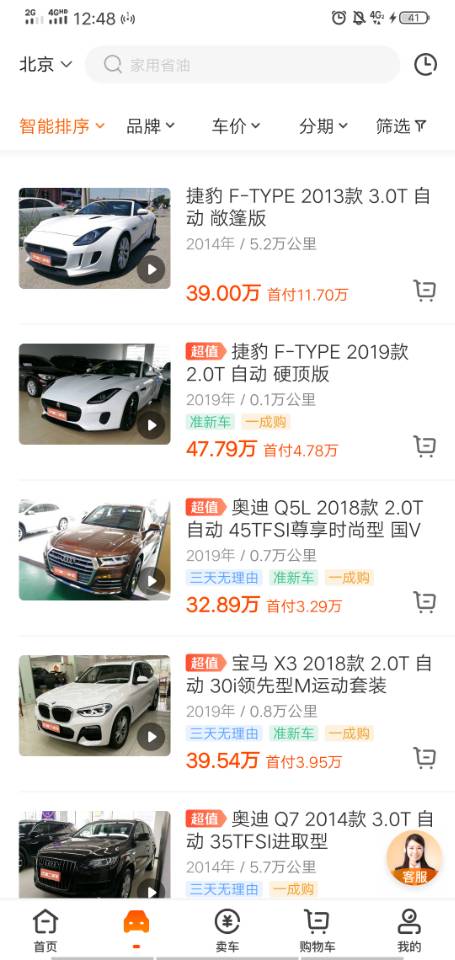 2G 4GHD 12:48 4G2 41
北京 家用省油
智能排序 品牌 车价 分期 筛选
捷豹 F-TYPE 2013款 3.0T 自
动 敞篷版
2014年 / 5.2万公里
39.00万 首付11.70万
超值 捷豹 F-TYPE 2019款
2.0T 自动 硬顶版
2019年 / 0.1万公里
准新车 一成购
47.79万 首付4.78万
超值 奥迪 Q5L 2018款 2.0T
自动 45TFSI尊享时尚型 国V
2019年 / 0.7万公里
三天无理由 准新车 一成购
32.89万 首付3.29万
超值 宝马 X3 2018款 2.0T 自
动 30i领先型M运动套装
2019年 / 0.8万公里
三天无理由 准新车 一成购
39.54万 首付3.95万
超值 奥迪 Q7 2014款 3.0T 自
动 35TFSI进取型
2014年 / 5.7万公里
三天无理由 一成购
客服
首页 卖车 购物车 我的